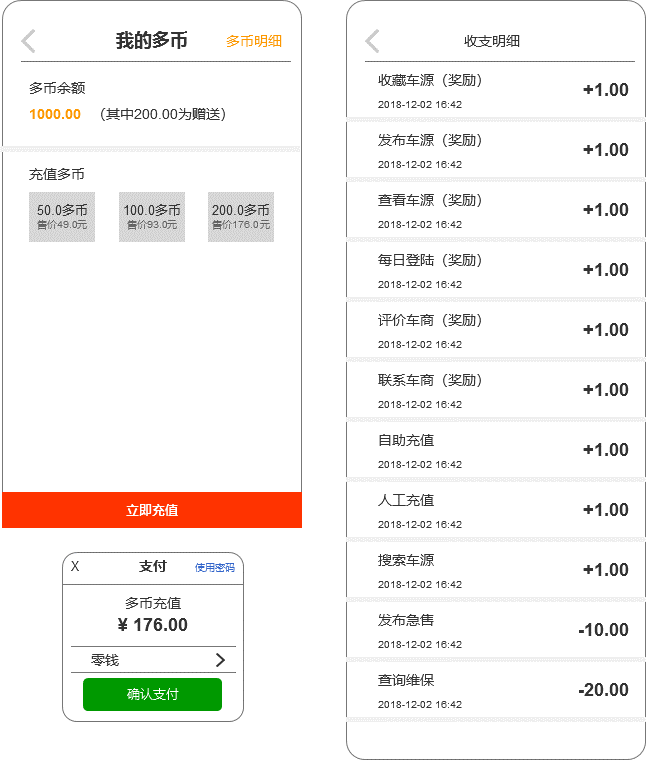 我的多币 多币明细
多币余额
1000.00 （其中200.00为赠送）
充值多币
50.0多币 100.0多币 200.0多币
售价49.0元 售价93.0元 售价176.0元
立即充值
X 支付 使用密码
多币充值
¥ 176.00
零钱
确认支付
收支明细
收藏车源（奖励） +1.00
2018-12-02 16:42
发布车源（奖励） +1.00
2018-12-02 16:42
查看车源（奖励） +1.00
2018-12-02 16:42
每日登陆（奖励） +1.00
2018-12-02 16:42
评价车商（奖励） +1.00
2018-12-02 16:42
联系车商（奖励） +1.00
2018-12-02 16:42
自助充值 +1.00
2018-12-02 16:42
人工充值 +1.00
2018-12-02 16:42
搜索车源 +1.00
2018-12-02 16:42
发布急售 -10.00
2018-12-02 16:42
查询维保 -20.00
2018-12-02 16:42